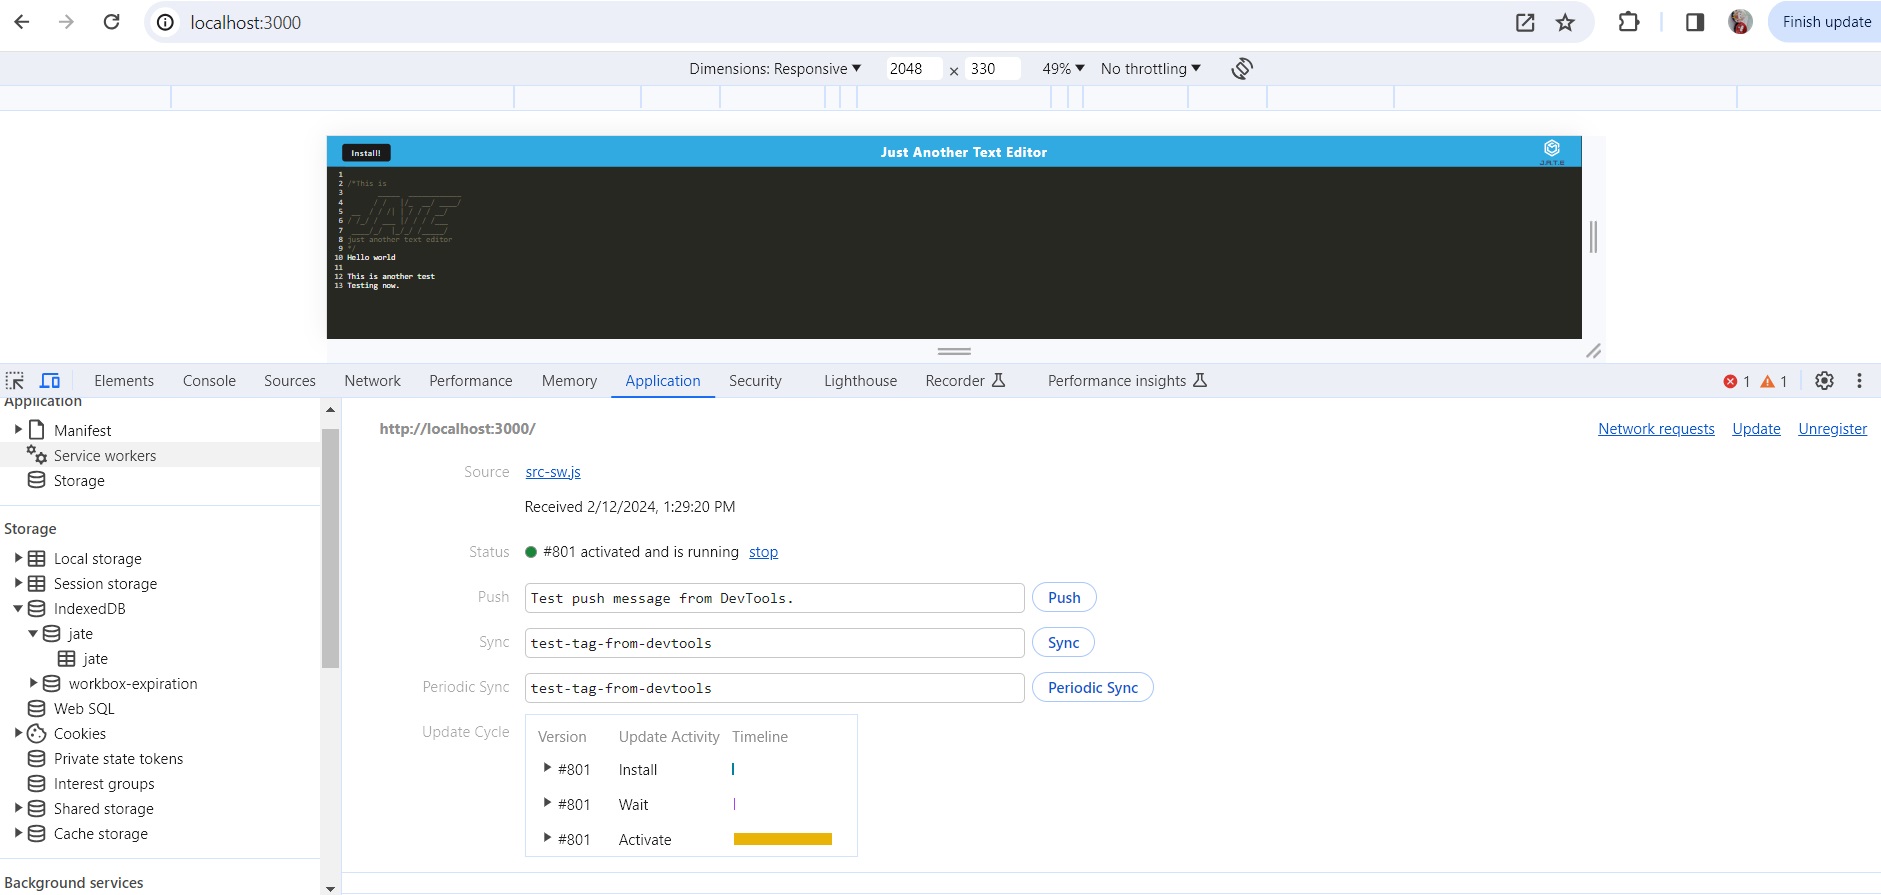 localhost:3000
Finish update
Dimensions: Responsive 2048 × 330 49% No throttling
Install!
Just Another Text Editor
J.A.T.E
1
2 /*This is
3
4
5
6
7
8 just another text editor
9 */
10 Hello world
11
12 This is another test
13 Testing now.
Elements Console Sources Network Performance Memory Application Security Lighthouse Recorder Performance insights 1 1
Application
Manifest
Service workers
Storage
Storage
Local storage
Session storage
IndexedDB
jate
jate
workbox-expiration
Web SQL
Cookies
Private state tokens
Interest groups
Shared storage
Cache storage
Background services
http://localhost:3000/
Network requests Update Unregister
Source src-sw.js
Received 2/12/2024, 1:29:20 PM
Status #801 activated and is running stop
Push Test push message from DevTools. Push
Sync test-tag-from-devtools Sync
Periodic Sync test-tag-from-devtools Periodic Sync
Update Cycle Version Update Activity Timeline
#801 Install
#801 Wait
#801 Activate